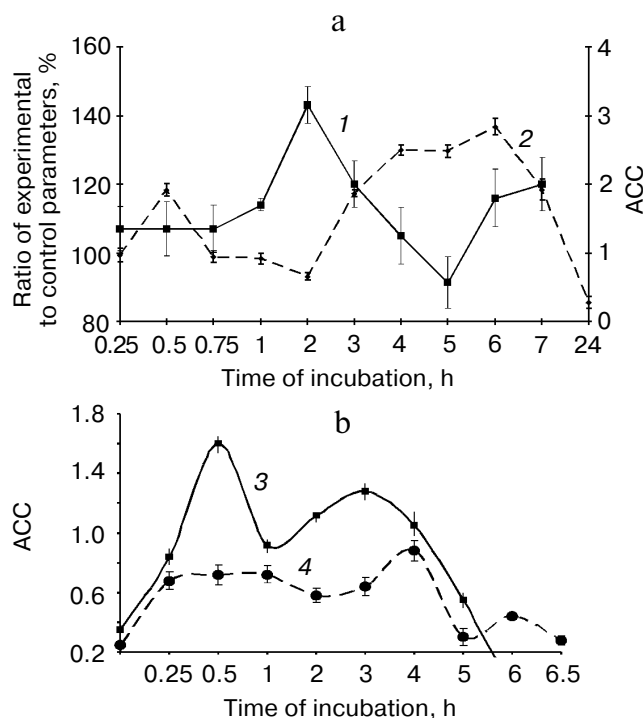 a
Ratio of experimental
to control parameters, %
160
140
120
100
80
1
2
4
3
2
1
0
ACC
0.25 0.5 0.75 1 2 3 4 5 6 7 24
Time of incubation, h
b
ACC
1.8
1.4
1.0
0.6
0.2
3
4
0.25 0.5 1 2 3 4 5 6 6.5
Time of incubation, h